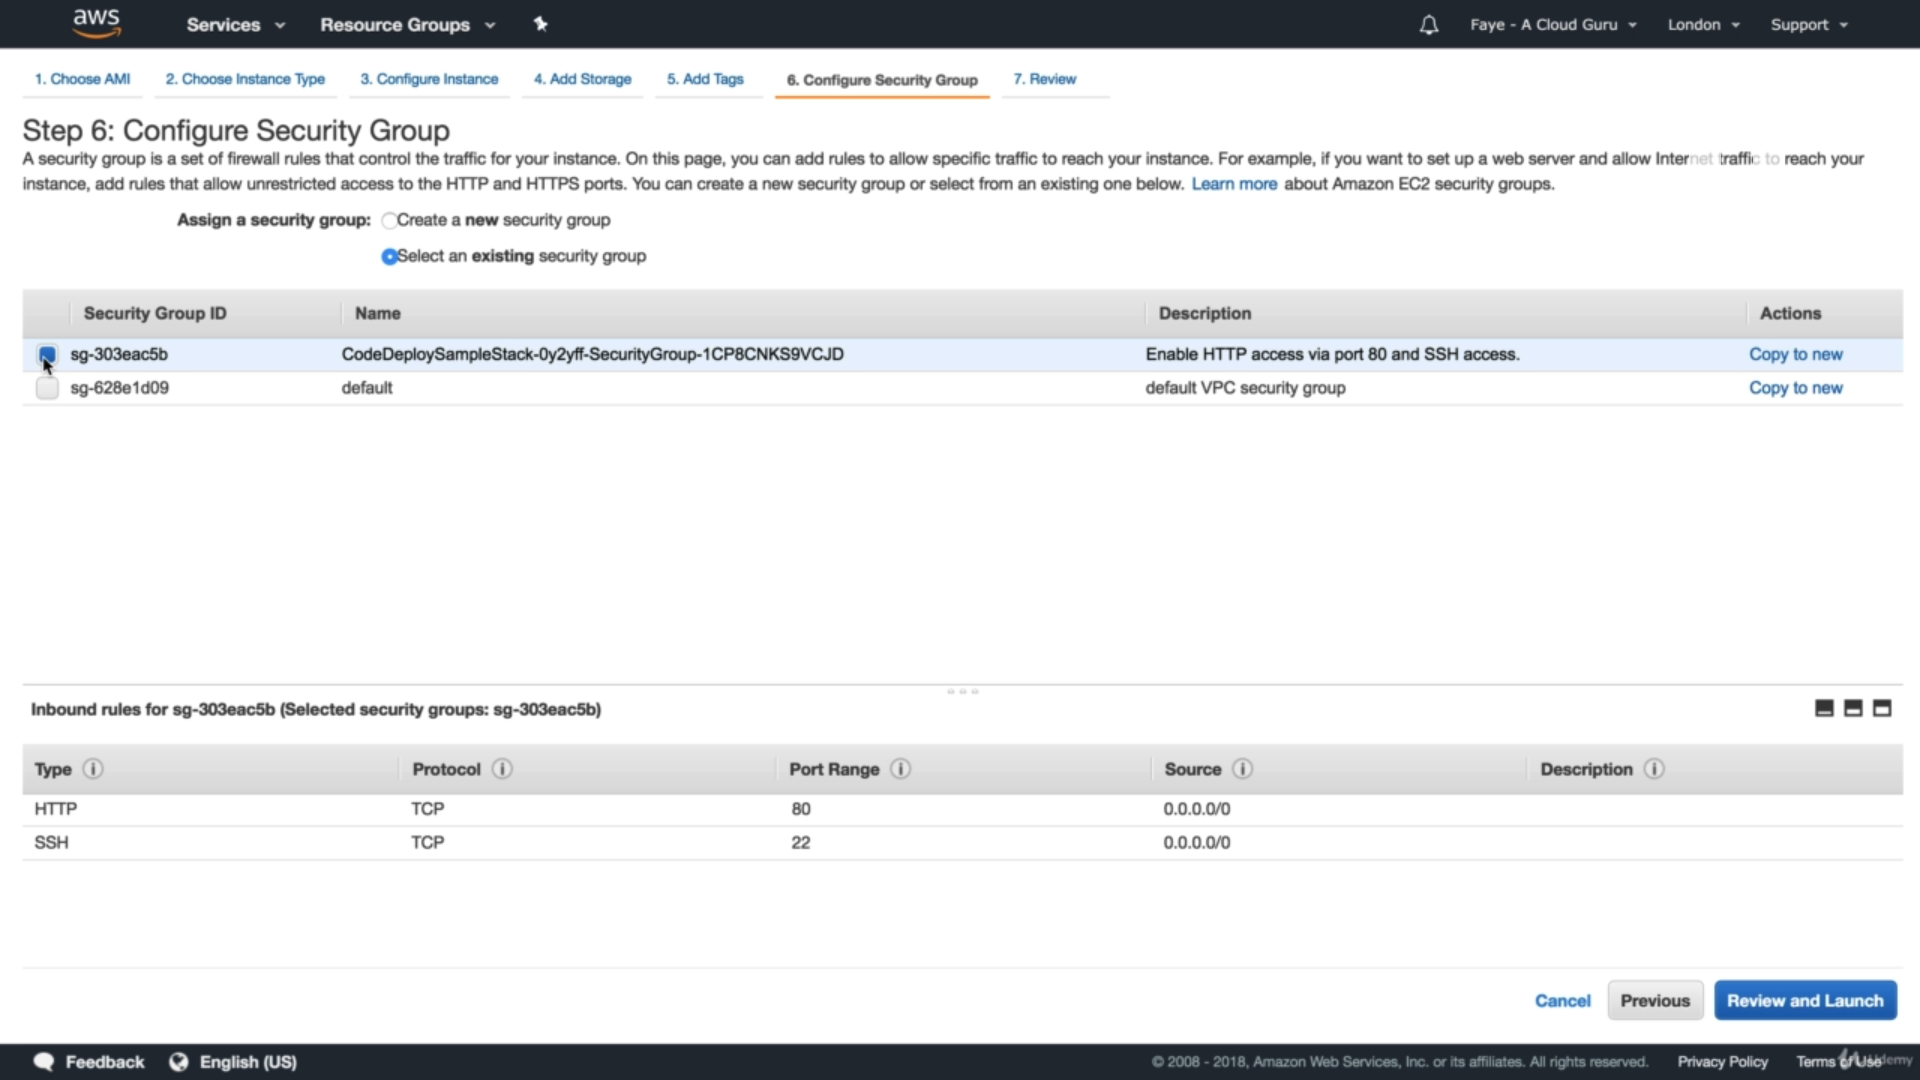 aws Services Resource Groups Faye - A Cloud Guru London Support
1. Choose AMI 2. Choose Instance Type 3. Configure Instance 4. Add Storage 5. Add Tags 6. Configure Security Group 7. Review
Step 6: Configure Security Group
A security group is a set of firewall rules that control the traffic for your instance. On this page, you can add rules to allow specific traffic to reach your instance. For example, if you want to set up a web server and allow Internet traffic to reach your
instance, add rules that allow unrestricted access to the HTTP and HTTPS ports. You can create a new security group or select from an existing one below. Learn more about Amazon EC2 security groups.
Assign a security group: Create a new security group
Select an existing security group
Security Group ID Name Description Actions
sg-303eac5b CodeDeploySampleStack-0y2yff-SecurityGroup-1CP8CNKS9VCJD Enable HTTP access via port 80 and SSH access. Copy to new
sg-628e1d09 default default VPC security group Copy to new
Inbound rules for sg-303eac5b (Selected security groups: sg-303eac5b)
Type i Protocol i Port Range i Source i Description i
HTTP TCP 80 0.0.0.0/0
SSH TCP 22 0.0.0.0/0
Cancel Previous Review and Launch
Feedback English (US) © 2008 - 2018, Amazon Web Services, Inc. or its affiliates. All rights reserved. Privacy Policy Terms of Use Udemy